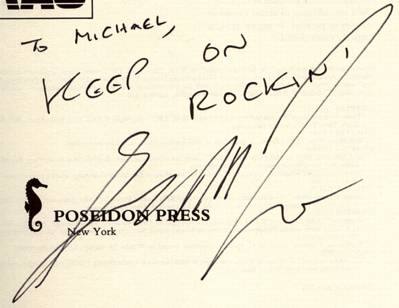 TO MICHAEL,
KEEP ON
ROCKIN'
POSEIDON PRESS
New York